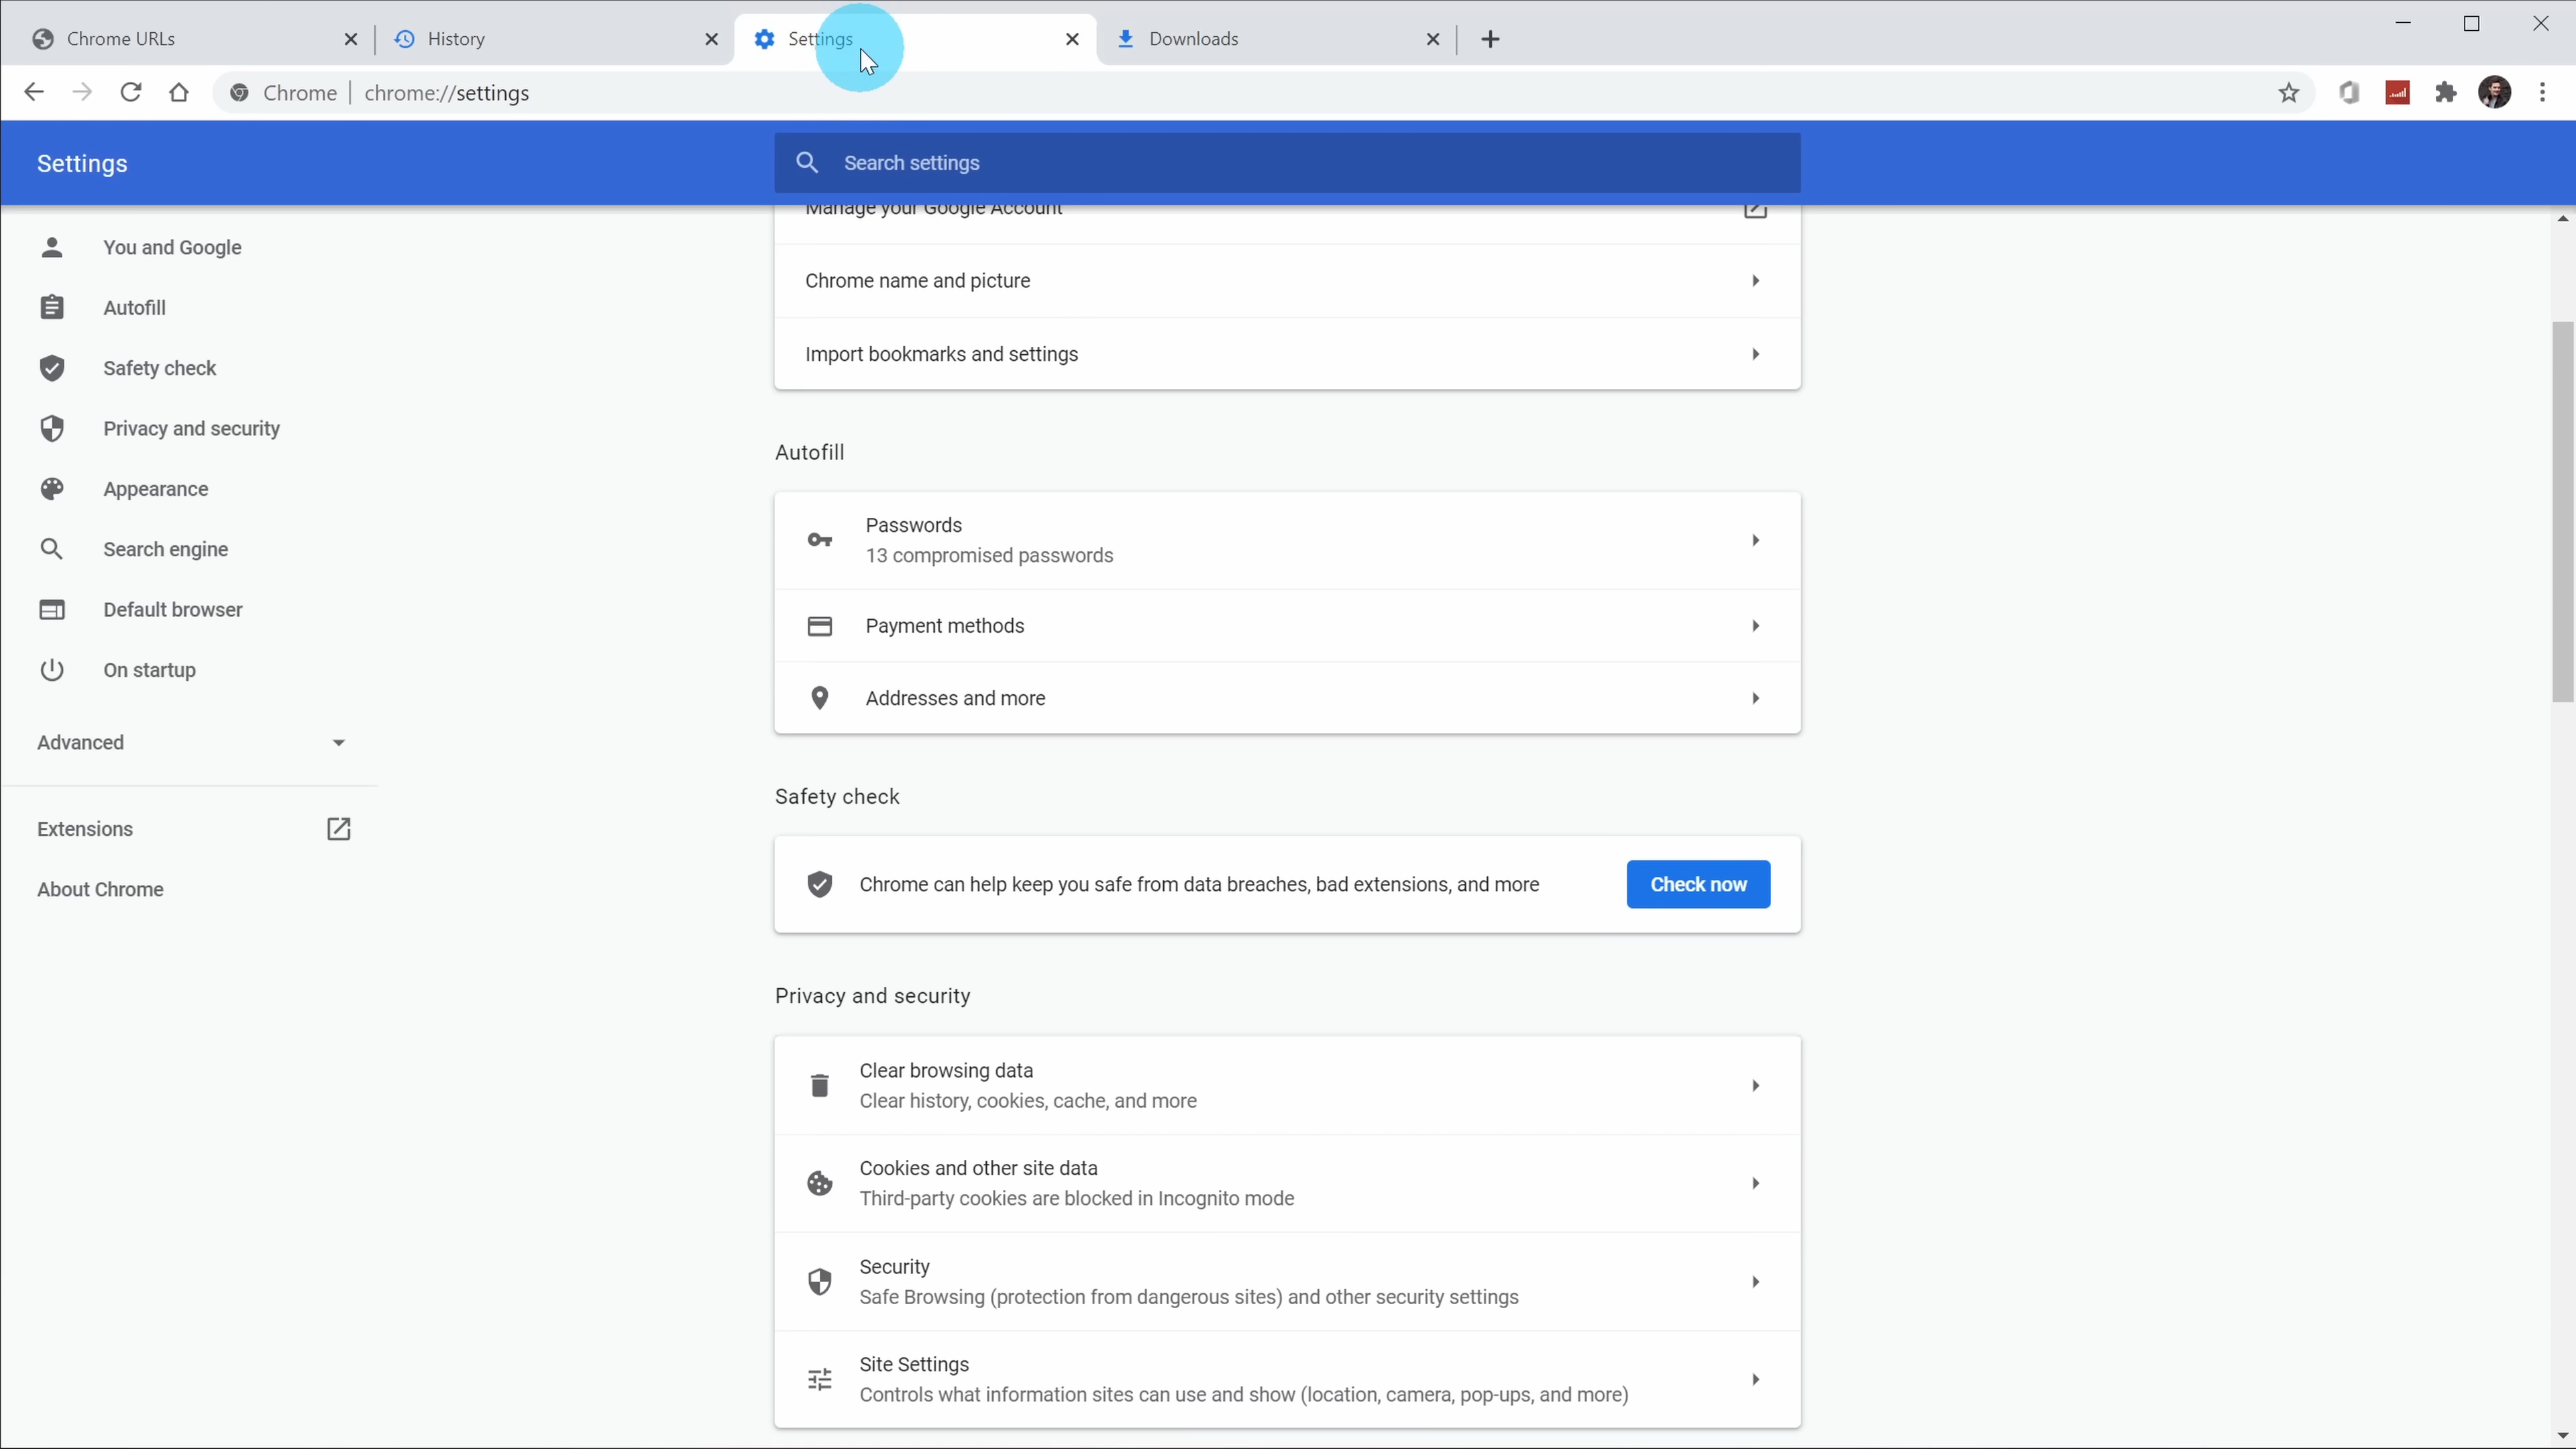 Chrome URLs
History
Settings
Downloads
Chrome
chrome://settings
Settings
Search settings
You and Google
Autofill
Safety check
Privacy and security
Appearance
Search engine
Default browser
On startup
Advanced
Extensions
About Chrome
Manage your Google Account
Chrome name and picture
Import bookmarks and settings
Autofill
Passwords
13 compromised passwords
Payment methods
Addresses and more
Safety check
Chrome can help keep you safe from data breaches, bad extensions, and more
Check now
Privacy and security
Clear browsing data
Clear history, cookies, cache, and more
Cookies and other site data
Third-party cookies are blocked in Incognito mode
Security
Safe Browsing (protection from dangerous sites) and other security settings
Site Settings
Controls what information sites can use and show (location, camera, pop-ups, and more)